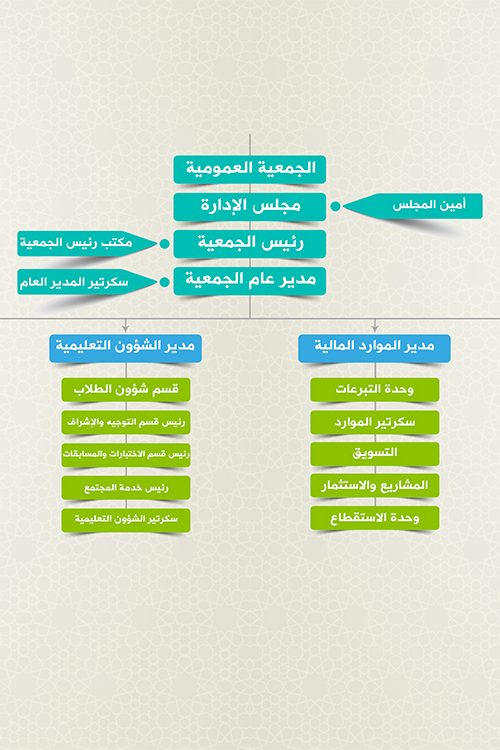 الجمعية العمومية
مجلس الإدارة
أمين المجلس
رئيس الجمعية
مكتب رئيس الجمعية
مدير عام الجمعية
سكرتير المدير العام
مدير الموارد المالية
وحدة التبرعات
سكرتير الموارد
التسويق
المشاريع والاستثمار
وحدة الاستقطاع
مدير الشؤون التعليمية
قسم شؤون الطلاب
رئيس قسم التوجيه والإشراف
رئيس قسم الاختبارات والمسابقات
رئيس خدمة المجتمع
سكرتير الشؤون التعليمية